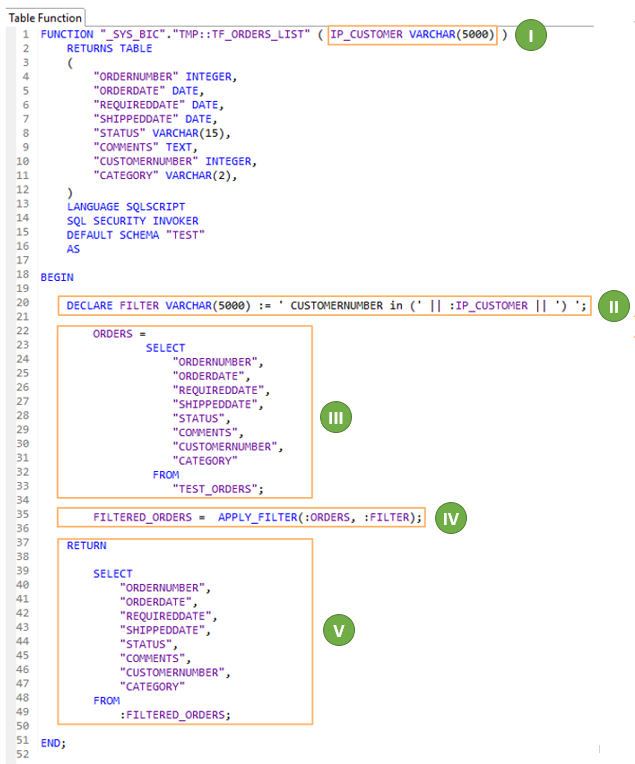 Table Function
1 FUNCTION "_SYS_BIC"."TMP::TF_ORDERS_LIST" ( IP_CUSTOMER VARCHAR(5000) ) I
2 RETURNS TABLE
3 (
4 "ORDERNUMBER" INTEGER,
5 "ORDERDATE" DATE,
6 "REQUIREDDATE" DATE,
7 "SHIPPEDDATE" DATE,
8 "STATUS" VARCHAR(15),
9 "COMMENTS" TEXT,
10 "CUSTOMERNUMBER" INTEGER,
11 "CATEGORY" VARCHAR(2),
12 )
13 LANGUAGE SQLSCRIPT
14 SQL SECURITY INVOKER
15 DEFAULT SCHEMA "TEST"
16 AS
17
18 BEGIN
19
20 DECLARE FILTER VARCHAR(5000) := ' CUSTOMERNUMBER in (' || :IP_CUSTOMER || ') '; II
21
22 ORDERS =
23 SELECT
24 "ORDERNUMBER",
25 "ORDERDATE",
26 "REQUIREDDATE",
27 "SHIPPEDDATE",
28 "STATUS", III
29 "COMMENTS",
30 "CUSTOMERNUMBER",
31 "CATEGORY"
32 FROM
33 "TEST_ORDERS";
34
35 FILTERED_ORDERS = APPLY_FILTER(:ORDERS, :FILTER); IV
36
37 RETURN
38
39 SELECT
40 "ORDERNUMBER",
41 "ORDERDATE",
42 "REQUIREDDATE",
43 "SHIPPEDDATE", V
44 "STATUS",
45 "COMMENTS",
46 "CUSTOMERNUMBER",
47 "CATEGORY"
48 FROM
49 :FILTERED_ORDERS;
50
51 END;
52